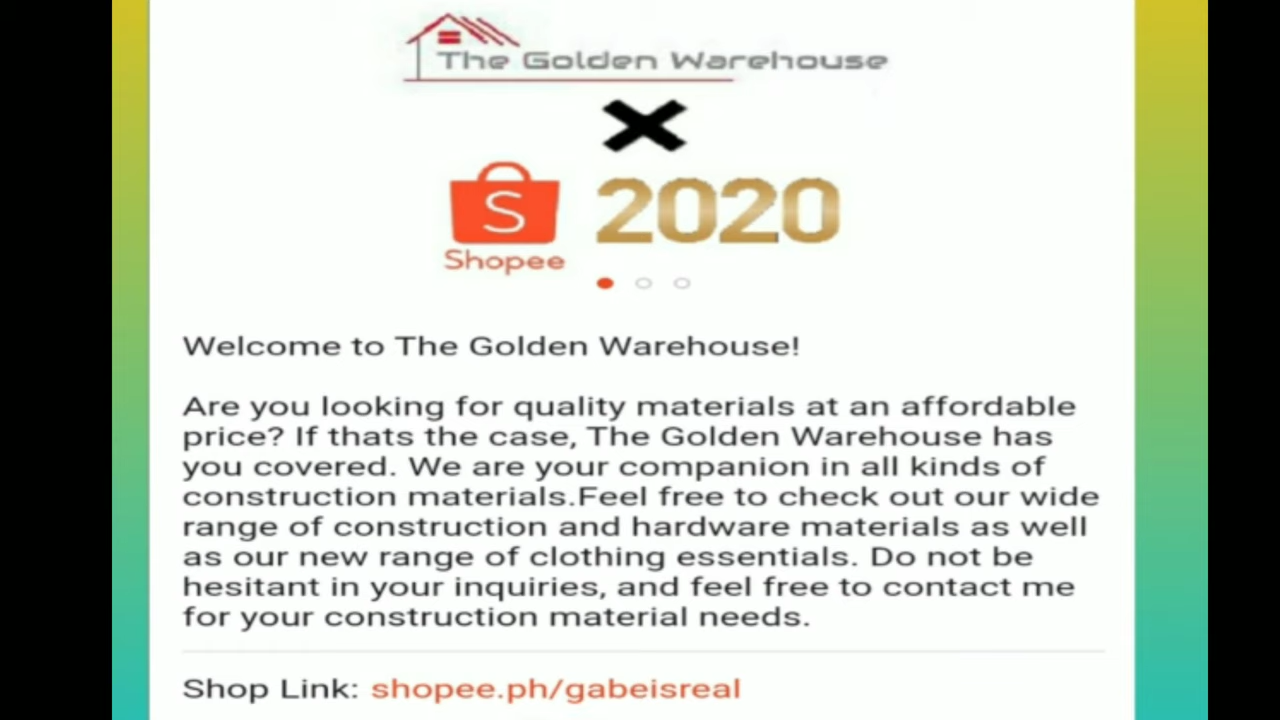 The Golden Warehouse
S
2020
Shopee
Welcome to The Golden Warehouse!
Are you looking for quality materials at an affordable
price? If thats the case, The Golden Warehouse has
you covered. We are your companion in all kinds of
construction materials.Feel free to check out our wide
range of construction and hardware materials as well
as our new range of clothing essentials. Do not be
hesitant in your inquiries, and feel free to contact me
for your construction material needs.
Shop Link: shopee.ph/gabeisreal